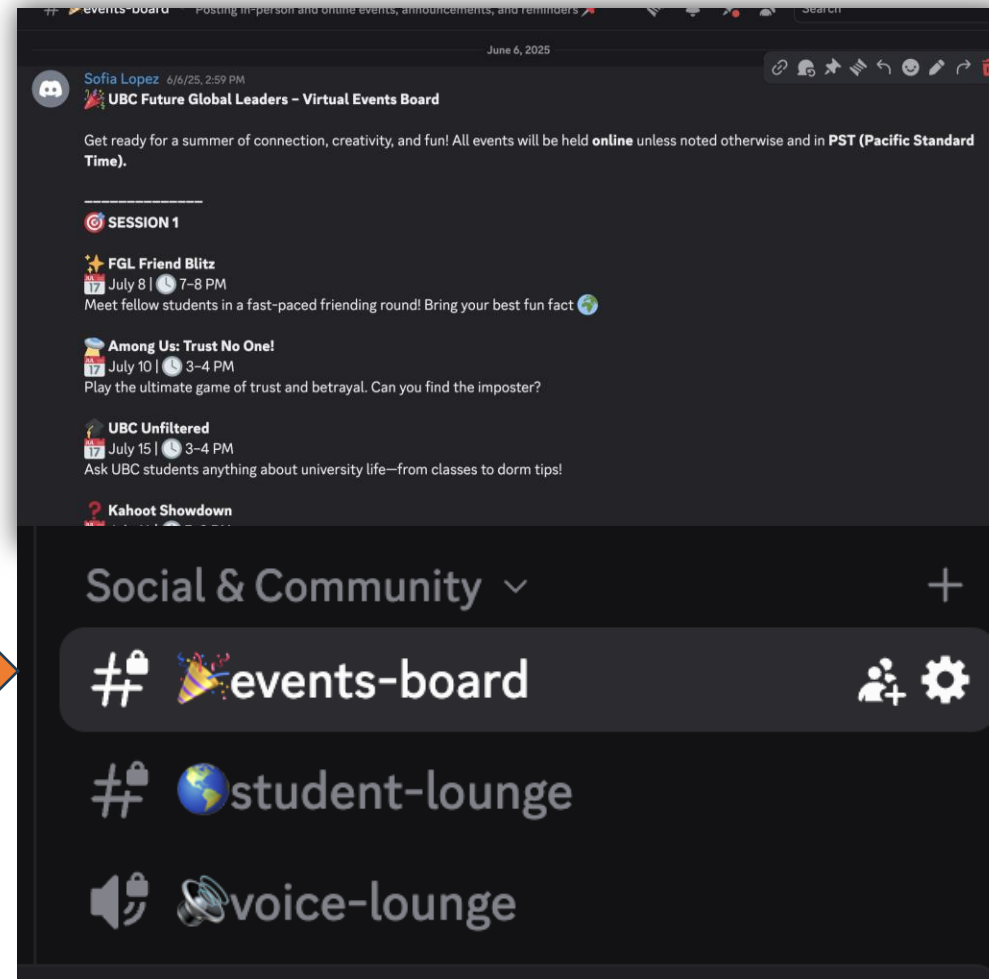 # 🎉events-board Posting in-person and online events, announcements, and reminders 📌 Search
June 6, 2025
Sofia Lopez 6/6/25, 2:59 PM
🎉 UBC Future Global Leaders – Virtual Events Board
Get ready for a summer of connection, creativity, and fun! All events will be held online unless noted otherwise and in PST (Pacific Standard
Time).
______________
🎯 SESSION 1
✨ FGL Friend Blitz
📅 July 8 | 🕒 7–8 PM
Meet fellow students in a fast-paced friending round! Bring your best fun fact 🌍
🛸 Among Us: Trust No One!
📅 July 10 | 🕒 3–4 PM
Play the ultimate game of trust and betrayal. Can you find the imposter?
🎓 UBC Unfiltered
📅 July 15 | 🕒 3–4 PM
Ask UBC students anything about university life—from classes to dorm tips!
❓ Kahoot Showdown
Social & Community
# 🎉events-board
# 🌎student-lounge
🔊voice-lounge